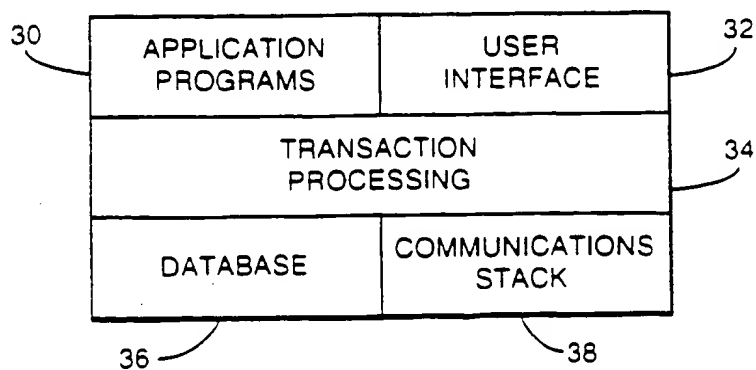 30
APPLICATION
PROGRAMS
USER
INTERFACE
32
TRANSACTION
PROCESSING
34
DATABASE
COMMUNICATIONS
STACK
36
38